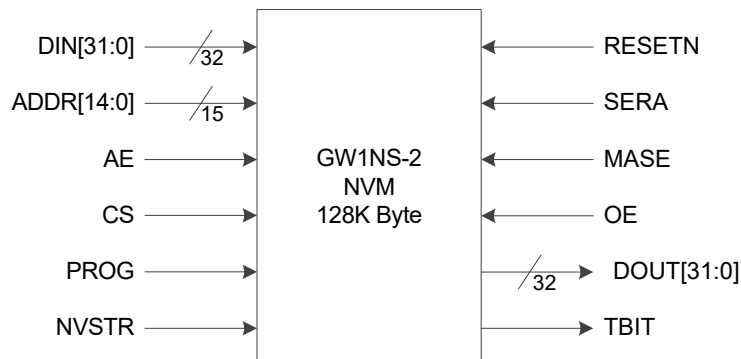 DIN[31:0]
32
RESETN
ADDR[14:0]
15
SERA
AE
GW1NS-2
NVM
128K Byte
MASE
CS
OE
PROG
32
DOUT[31:0]
NVSTR
TBIT